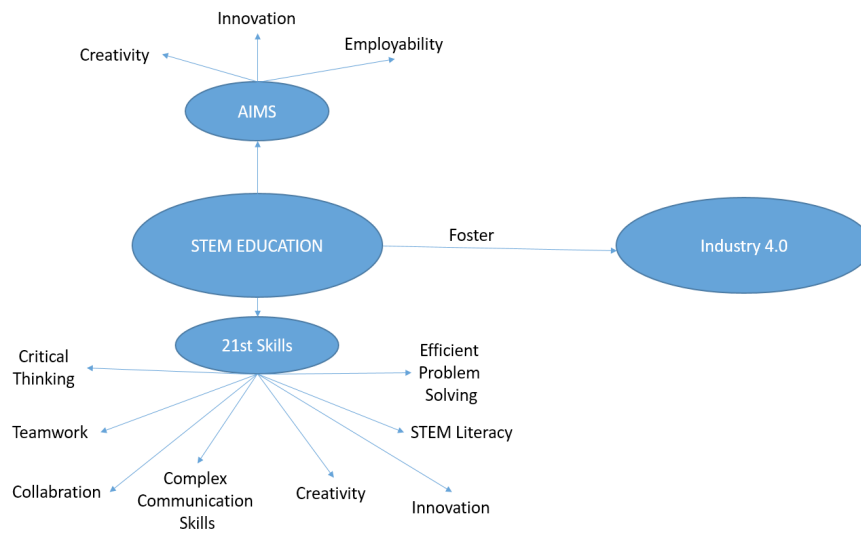 Innovation
Creativity
Employability
AIMS
STEM EDUCATION
Foster
Industry 4.0
21st Skills
Critical
Thinking
Efficient
Problem
Solving
Teamwork
STEM Literacy
Collabration
Complex
Communication
Skills
Creativity
Innovation